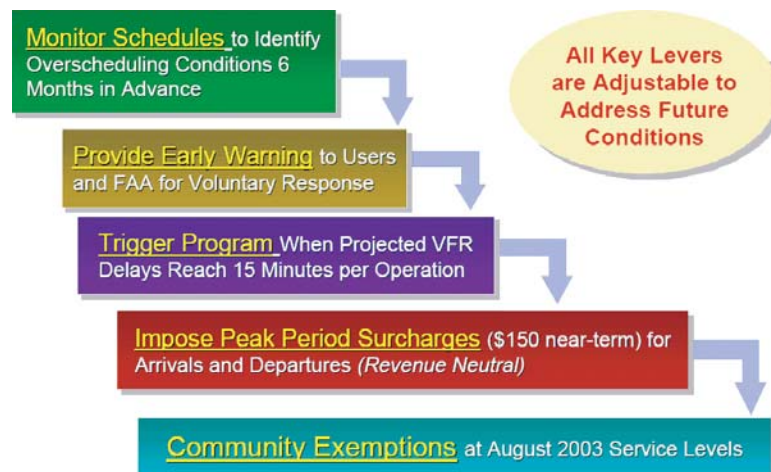 Monitor Schedules to Identify
Overscheduling Conditions 6
Months in Advance
All Key Levers
are Adjustable to
Address Future
Conditions
Provide Early Warning to Users
and FAA for Voluntary Response
Trigger Program When Projected VFR
Delays Reach 15 Minutes per Operation
Impose Peak Period Surcharges ($150 near-term) for
Arrivals and Departures (Revenue Neutral)
Community Exemptions at August 2003 Service Levels